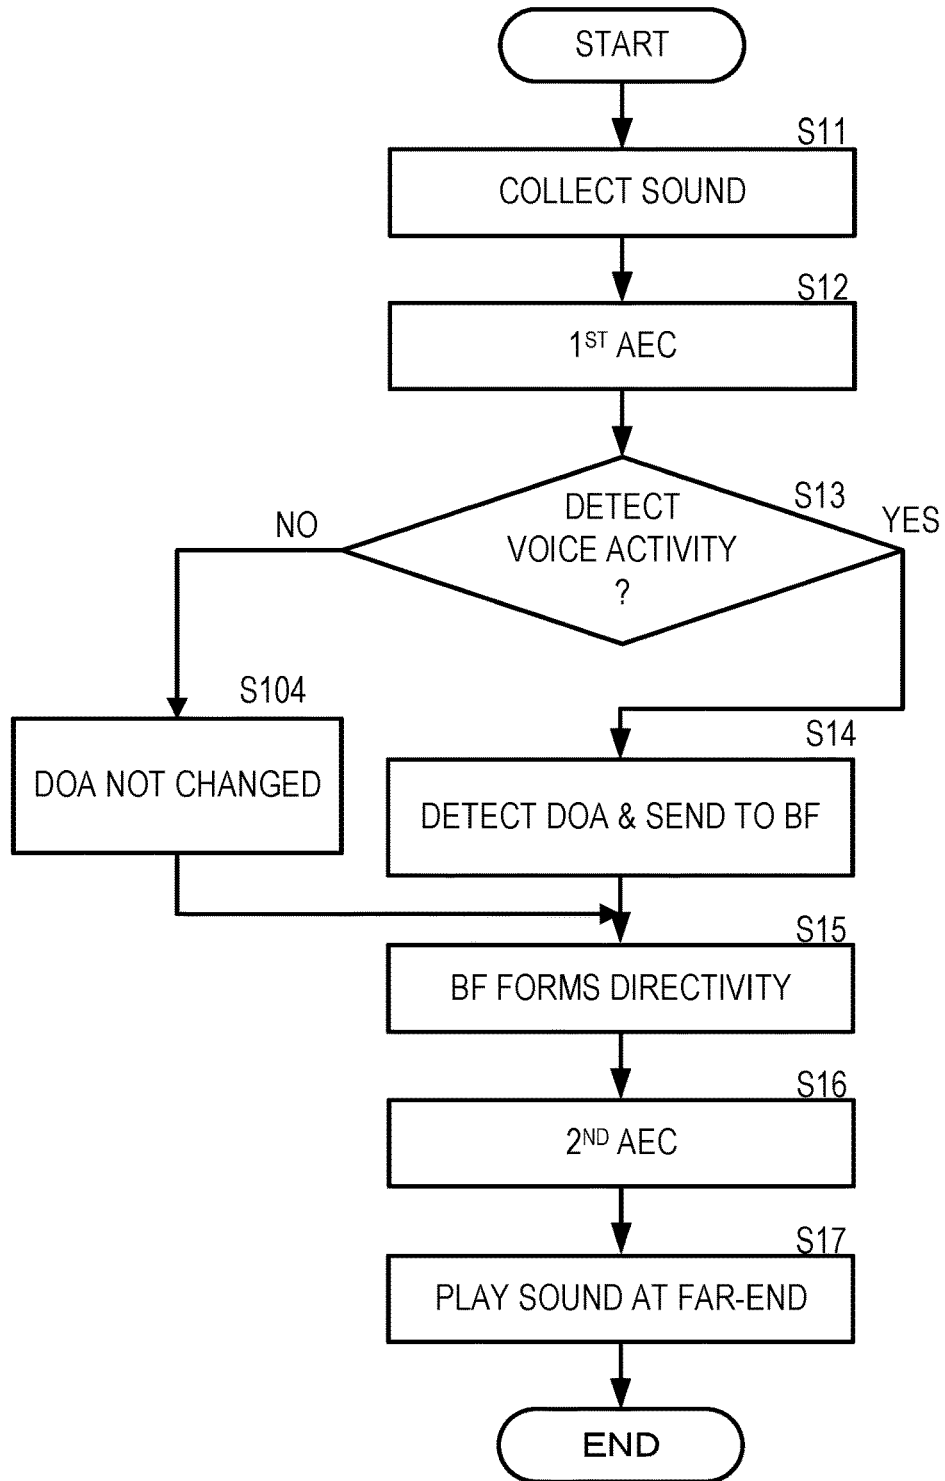 START
S11
COLLECT SOUND
S12
1ST AEC
S13
DETECT
VOICE ACTIVITY
?
NO
YES
S104
DOA NOT CHANGED
S14
DETECT DOA & SEND TO BF
S15
BF FORMS DIRECTIVITY
S16
2ND AEC
S17
PLAY SOUND AT FAR-END
END